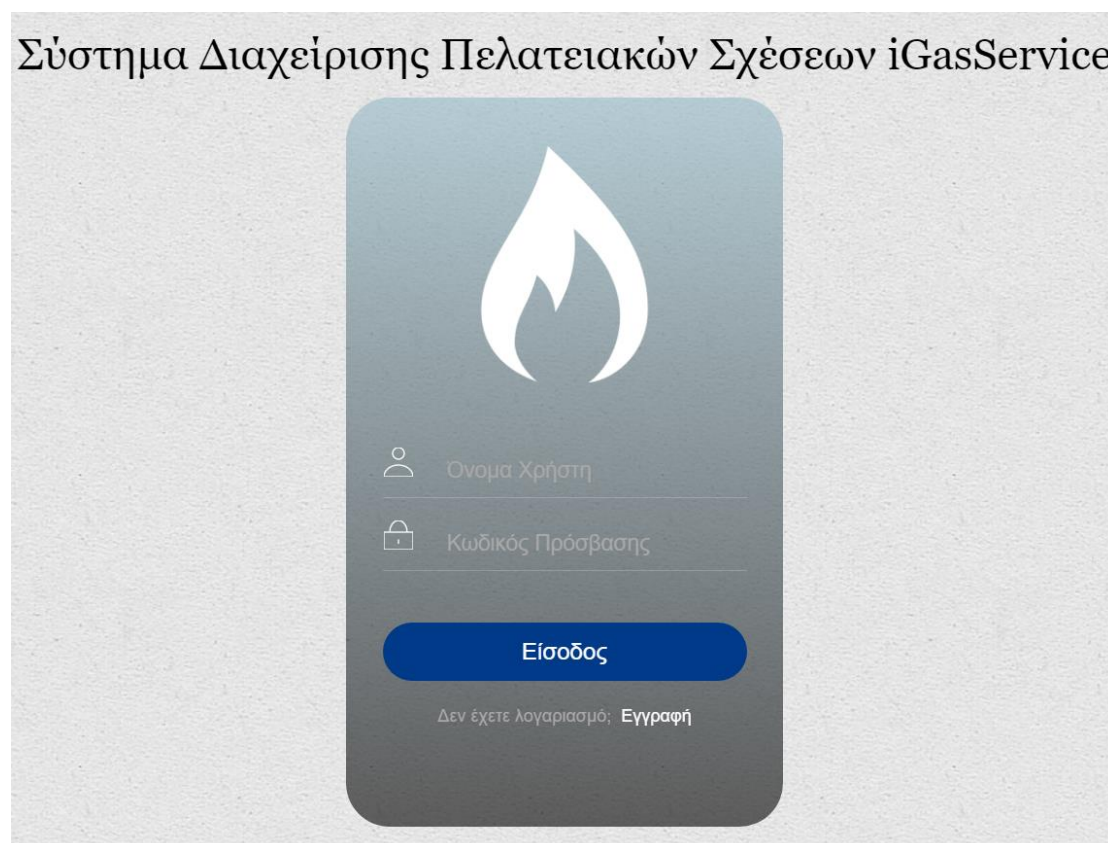 Σύστημα Διαχείρισης Πελατειακών Σχέσεων iGasService
Όνομα Χρήστη
Κωδικός Πρόσβασης
Είσοδος
Δεν έχετε λογαριασμό; Εγγραφή